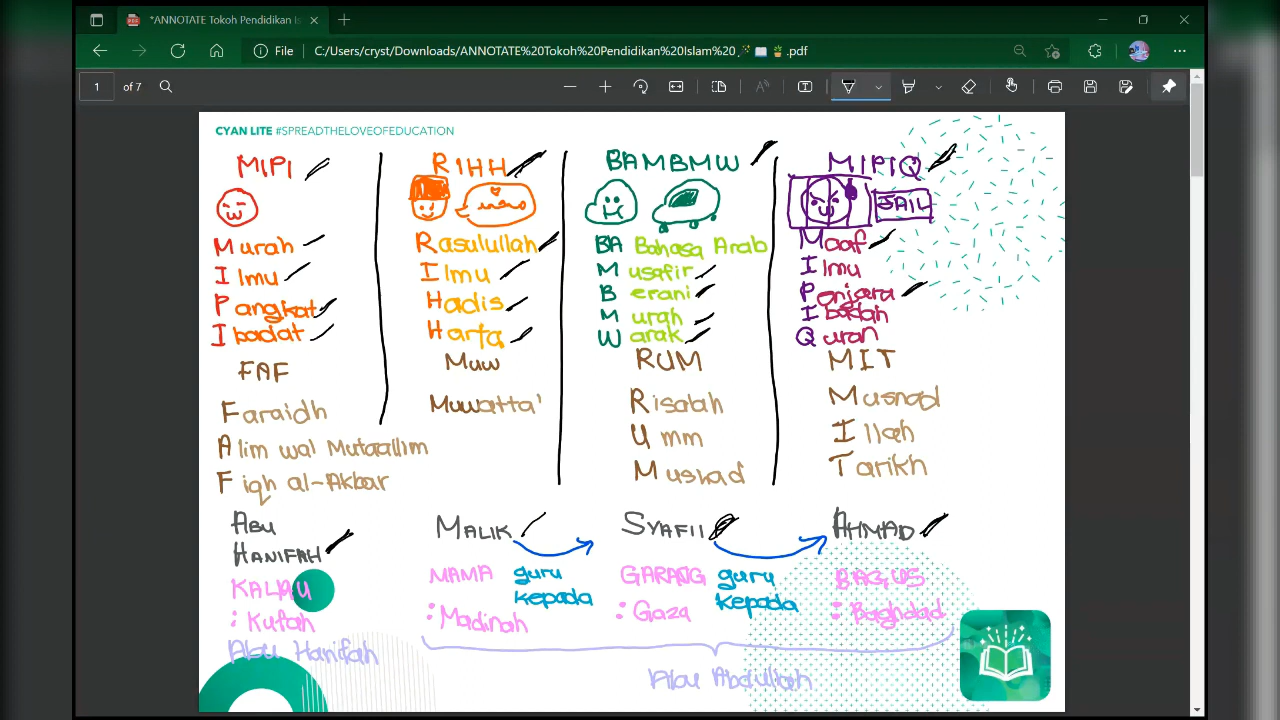 *ANNOTATE Tokoh Pendidikan Is
File
C:/Users/cryst/Downloads/ANNOTATE%20Tokoh%20Pendidikan%20Islam%20
.pdf
1 of 7
CYAN LITE #SPREADTHELOVEOFEDUCATION
MIPI
Murah
Ilmu
Pangkat
Ibadat
FAF
Faraidh
Alim wal Mutaallim
Fiqh al-Akbar
ABU
HANIFAH
KALAU
: Kufah
Abu Hanifah
RIHH
Rasulullah
Ilmu
Hadis
Harta
Muw
Muwatta'
MALIK
MAMA
: Madinah
guru
kepada
BAMBMW
BA Bahasa Arab
Musafir
Berani
Murah
Warak
RUM
Risalah
Umm
Musnad
SYAFII
GARANG
: Gaza
guru
kepada
MIPIQ
JAIL
Maaf
Ilmu
Penjara
Ibadah
Quran
MIT
Musnad
Illah
Tarikh
AHMAD
BAGUS
: Baghdad
Abu Abdullah